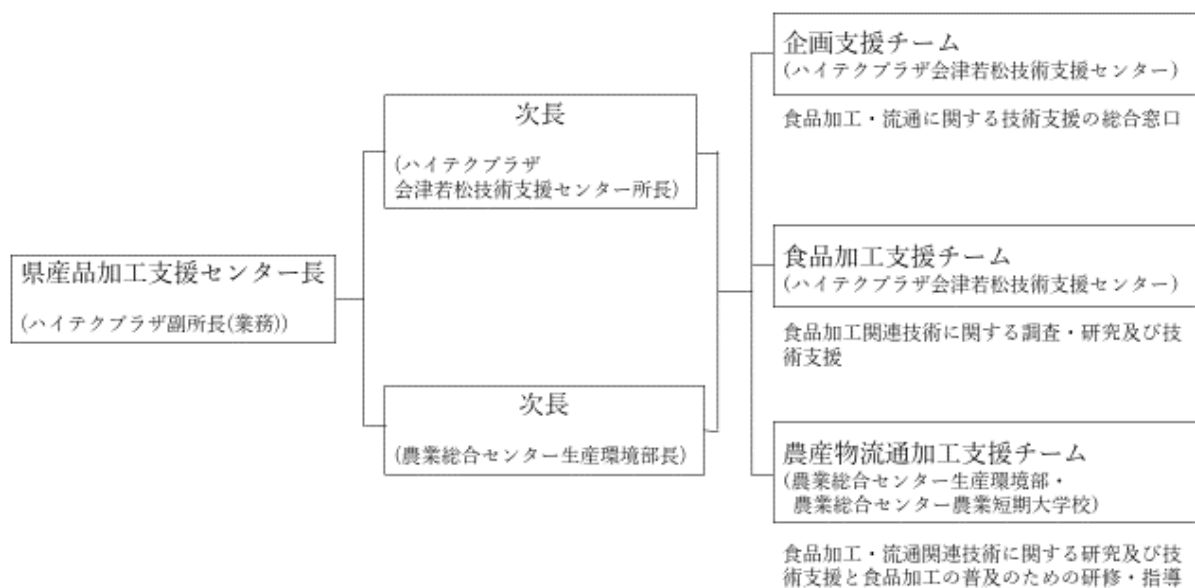 県産品加工支援センター長
(ハイテクプラザ副所長(業務))
次長
(ハイテクプラザ
会津若松技術支援センター所長)
次長
(農業総合センター生産環境部長)
企画支援チーム
(ハイテクプラザ会津若松技術支援センター)
食品加工・流通に関する技術支援の総合窓口
食品加工支援チーム
(ハイテクプラザ会津若松技術支援センター)
食品加工関連技術に関する調査・研究及び技
術支援
農産物流通加工支援チーム
(農業総合センター生産環境部・
農業総合センター農業短期大学校)
食品加工・流通関連技術に関する研究及び技
術支援と食品加工の普及のための研修・指導